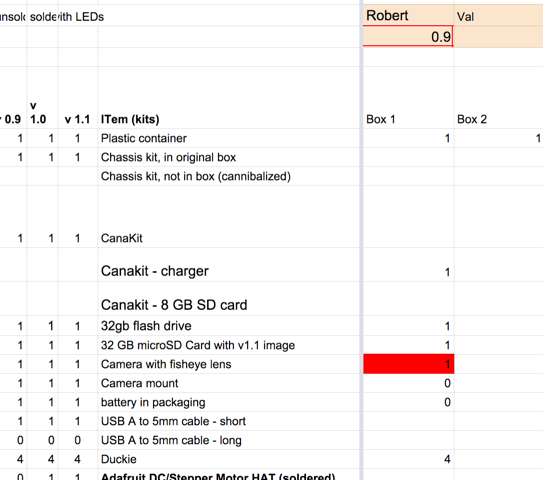 unsolc solde ith LEDs Robert Val
0.9
v
0.9 1.0 v 1.1 ITem (kits) Box 1 Box 2
1 1 1 Plastic container 1 1
1 1 1 Chassis kit, in original box
Chassis kit, not in box (cannibalized)
1 1 1 CanaKit
Canakit - charger 1
Canakit - 8 GB SD card
1 1 1 32gb flash drive 1
1 1 1 32 GB microSD Card with v1.1 image 1
1 1 1 Camera with fisheye lens 1
1 1 1 Camera mount 0
1 1 1 battery in packaging 0
1 1 1 USB A to 5mm cable - short
0 0 0 USB A to 5mm cable - long
4 4 4 Duckie 4
0 1 1 Adafruit DC/Stepper Motor HAT (soldered)